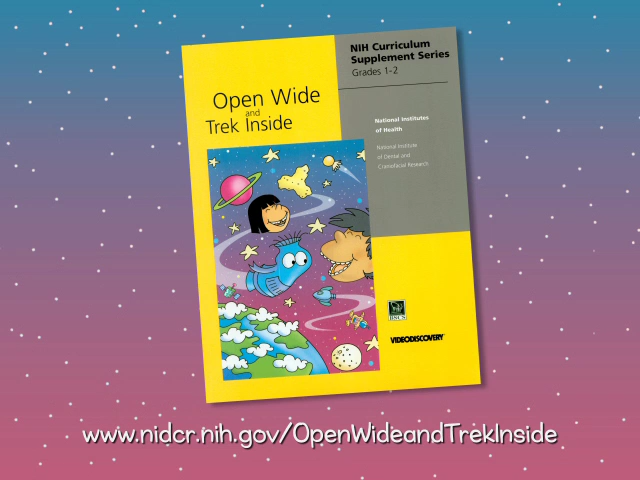 NIH Curriculum
Supplement Series
Grades 1-2
Open Wide
and
Trek Inside
National Institutes
of Health
National Institute
of Dental and
Craniofacial Research
BSCS
VIDEODISCOVERY
www.nidcr.nih.gov/OpenWideandTrekInside